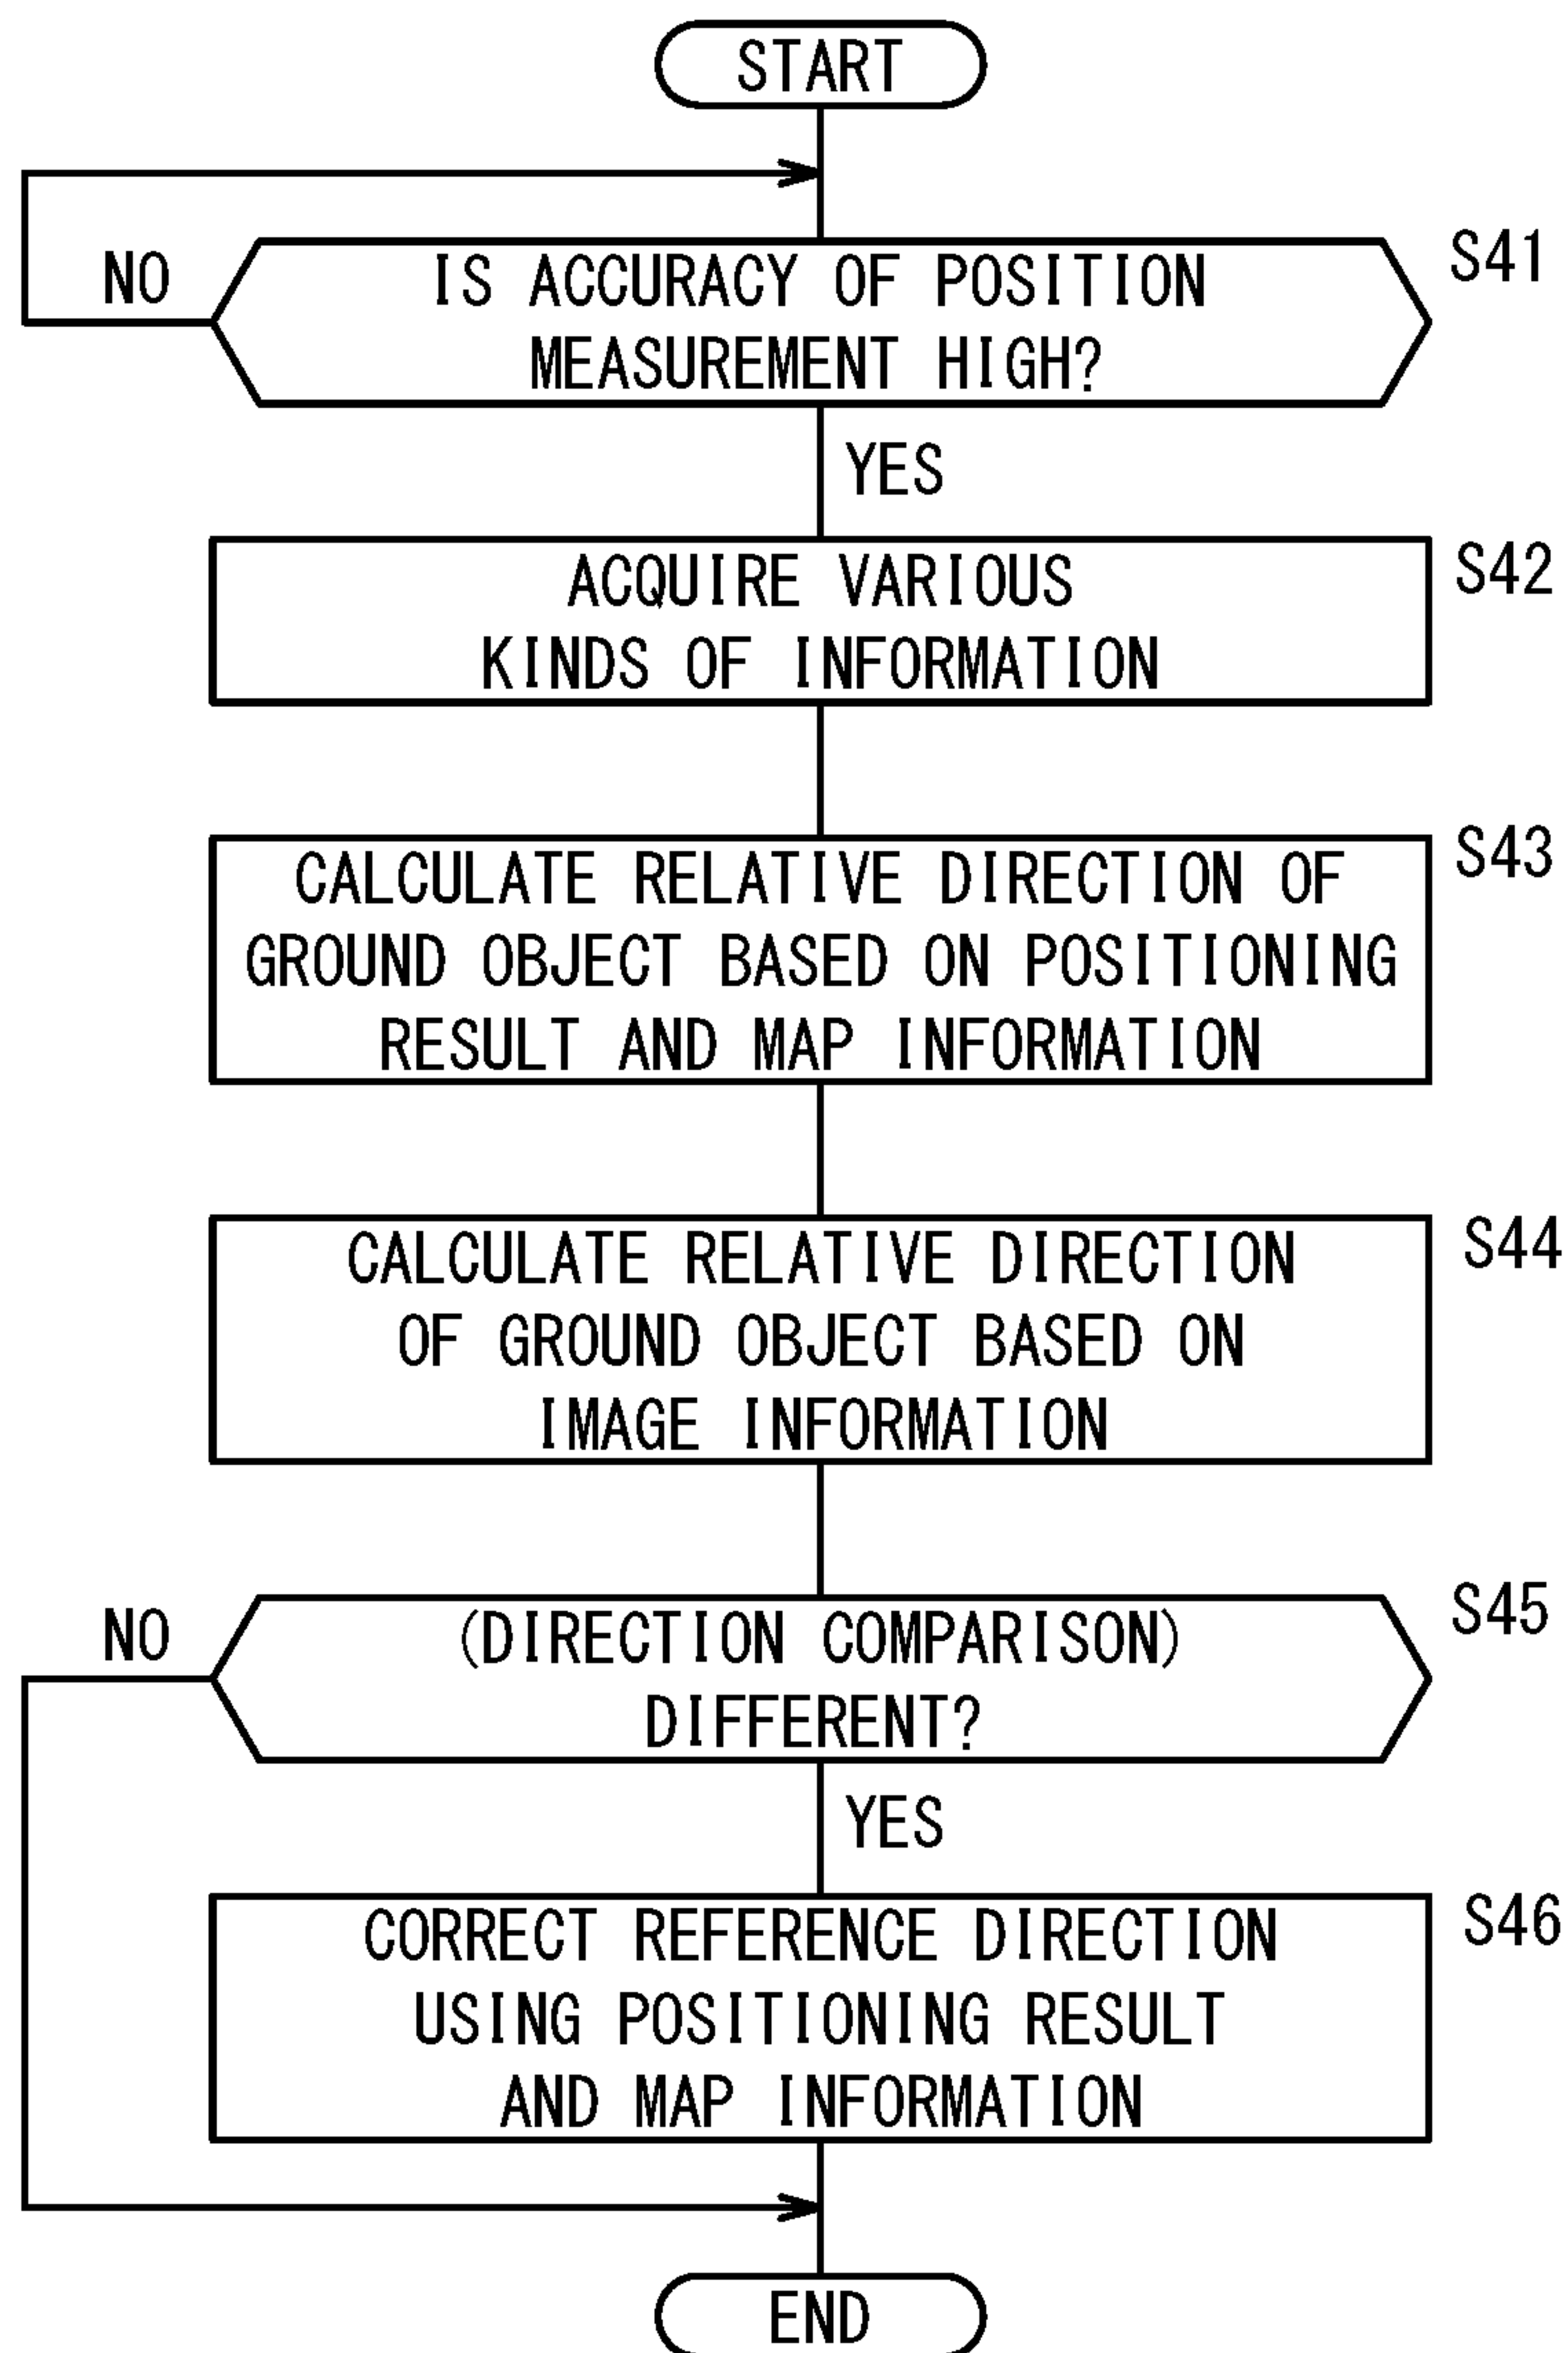 START
NO
IS ACCURACY OF POSITION
MEASUREMENT HIGH?
S41
YES
ACQUIRE VARIOUS
KINDS OF INFORMATION
S42
CALCULATE RELATIVE DIRECTION OF
GROUND OBJECT BASED ON POSITIONING
RESULT AND MAP INFORMATION
S43
CALCULATE RELATIVE DIRECTION
OF GROUND OBJECT BASED ON
IMAGE INFORMATION
S44
NO
(DIRECTION COMPARISON)
DIFFERENT?
S45
YES
CORRECT REFERENCE DIRECTION
USING POSITIONING RESULT
AND MAP INFORMATION
S46
END